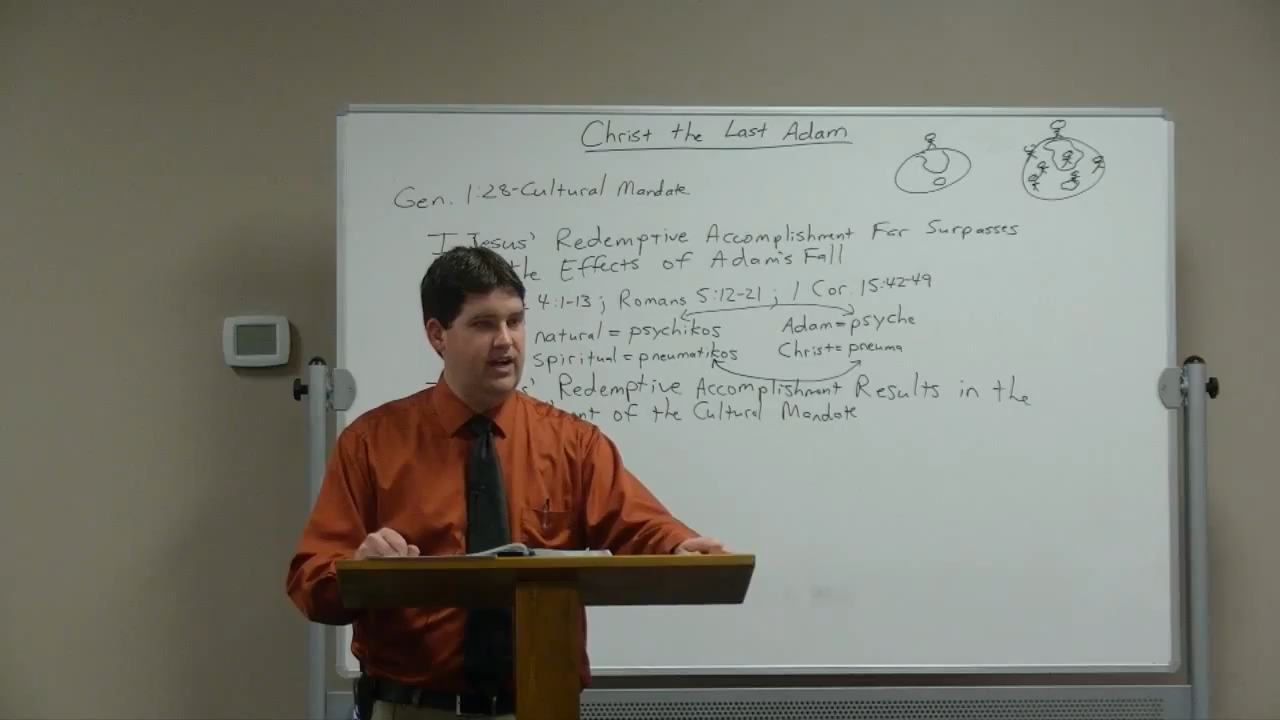 Christ the Last Adam
Gen. 1:28-Cultural Mandate
I. Jesus' Redemptive Accomplishment Far Surpasses
the Effects of Adam's Fall
4:1-13; Romans 5:12-21; 1 Cor. 15:42-49
natural = psychikos Adam=psyche
spiritual = pneumatikos Christ=pneuma
Redemptive Accomplishment Results in the
of the Cultural Mandate